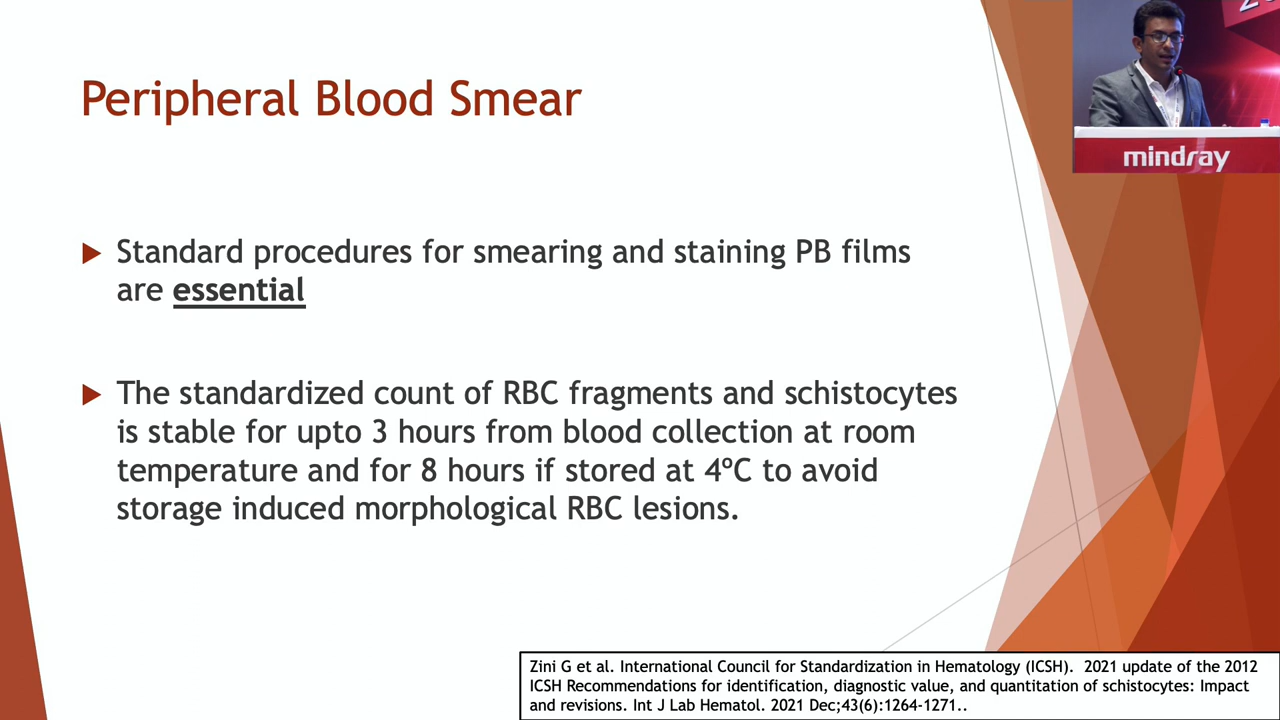 Peripheral Blood Smear
Standard procedures for smearing and staining PB films
are essential
The standardized count of RBC fragments and schistocytes
is stable for upto 3 hours from blood collection at room
temperature and for 8 hours if stored at 4ºC to avoid
storage induced morphological RBC lesions.
mindray
Zini G et al. International Council for Standardization in Hematology (ICSH).  2021 update of the 2012
ICSH Recommendations for identification, diagnostic value, and quantitation of schistocytes: Impact
and revisions. Int J Lab Hematol. 2021 Dec;43(6):1264-1271..